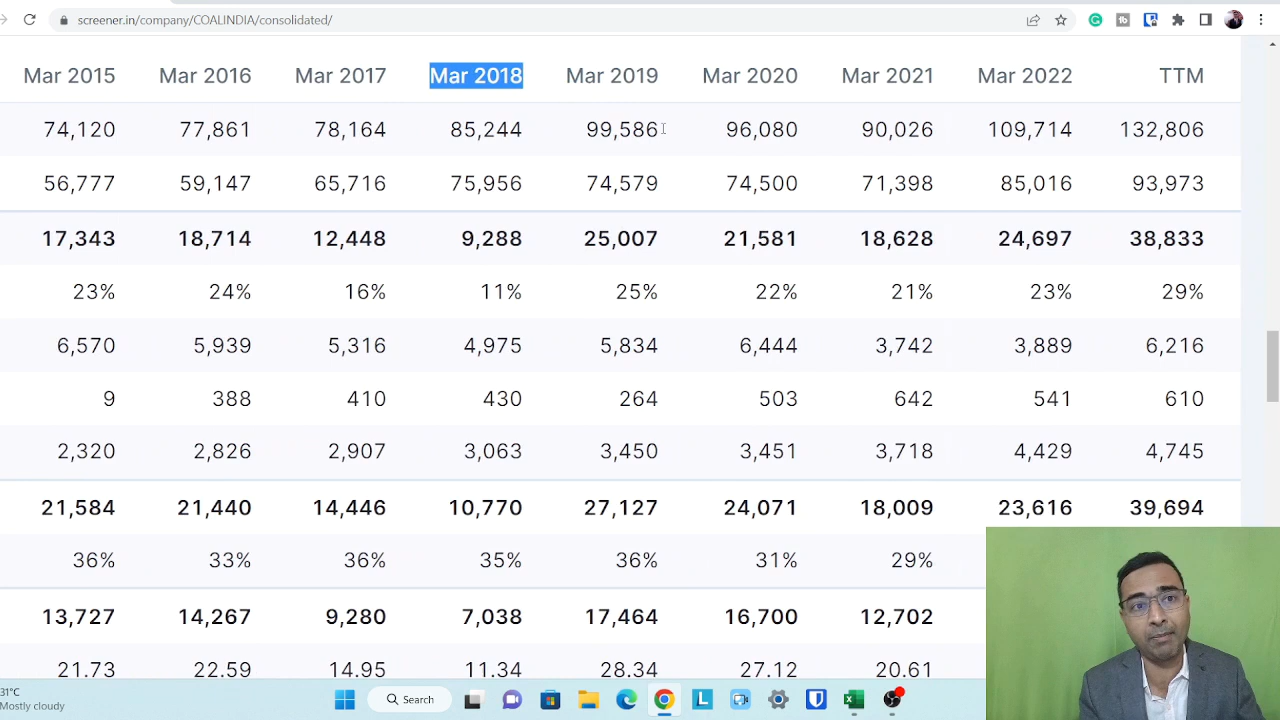 screener.in/company/COALINDIA/consolidated/
Mar 2015 Mar 2016 Mar 2017 Mar 2018 Mar 2019 Mar 2020 Mar 2021 Mar 2022 TTM
74,120 77,861 78,164 85,244 99,586 96,080 90,026 109,714 132,806
56,777 59,147 65,716 75,956 74,579 74,500 71,398 85,016 93,973
17,343 18,714 12,448 9,288 25,007 21,581 18,628 24,697 38,833
23% 24% 16% 11% 25% 22% 21% 23% 29%
6,570 5,939 5,316 4,975 5,834 6,444 3,742 3,889 6,216
9 388 410 430 264 503 642 541 610
2,320 2,826 2,907 3,063 3,450 3,451 3,718 4,429 4,745
21,584 21,440 14,446 10,770 27,127 24,071 18,009 23,616 39,694
36% 33% 36% 35% 36% 31% 29%
13,727 14,267 9,280 7,038 17,464 16,700 12,702
21.73 22.59 14.95 11.34 28.34 27.12 20.61
31°C
Mostly cloudy
Search